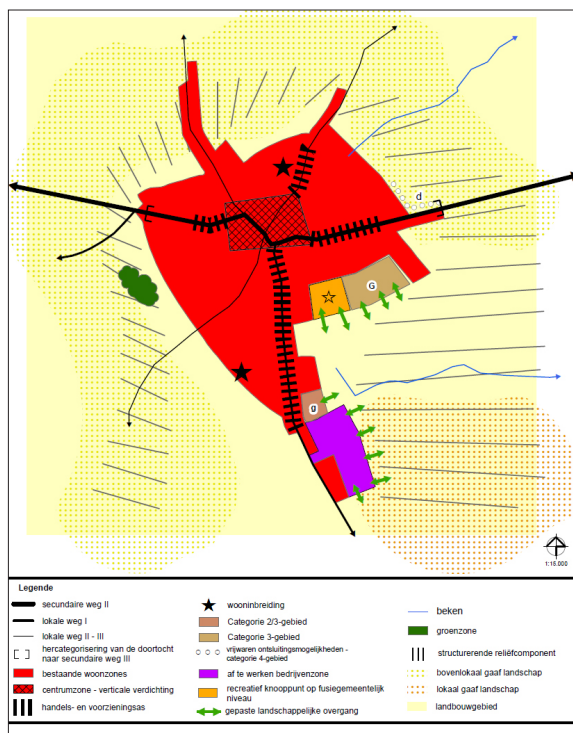 d
G
g
1:15.000
Legende
secundaire weg II
lokale weg I
lokale weg II - III
hercategorisering van de doortocht
naar secundaire weg III
bestaande woonzones
centrumzone - verticale verdichting
handels- en voorzieningsas
wooninbreiding
Categorie 2/3-gebied
Categorie 3-gebied
vrijwaren ontsluitingsmogelijkheden -
categorie 4-gebied
af te werken bedrijvenzone
recreatief knooppunt op fusiegemeentelijk
niveau
gepaste landschappelijke overgang
beken
groenzone
structurerende reliëfcomponent
bovenlokaal gaaf landschap
lokaal gaaf landschap
landbouwgebied